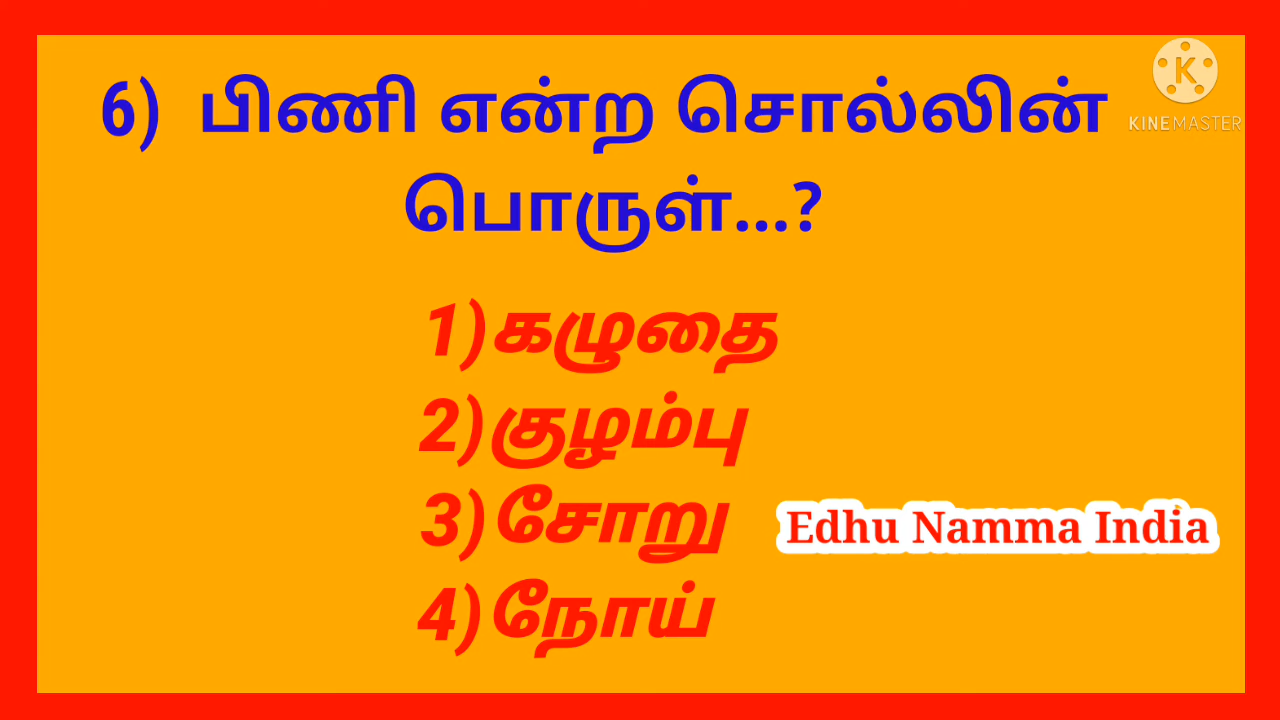 6) பிணி என்ற சொல்லின்
பொருள்...?
1)கழுதை
2)குழம்பு
3)சோறு
4)நோய்
Edhu Namma India
K
KINEMASTER